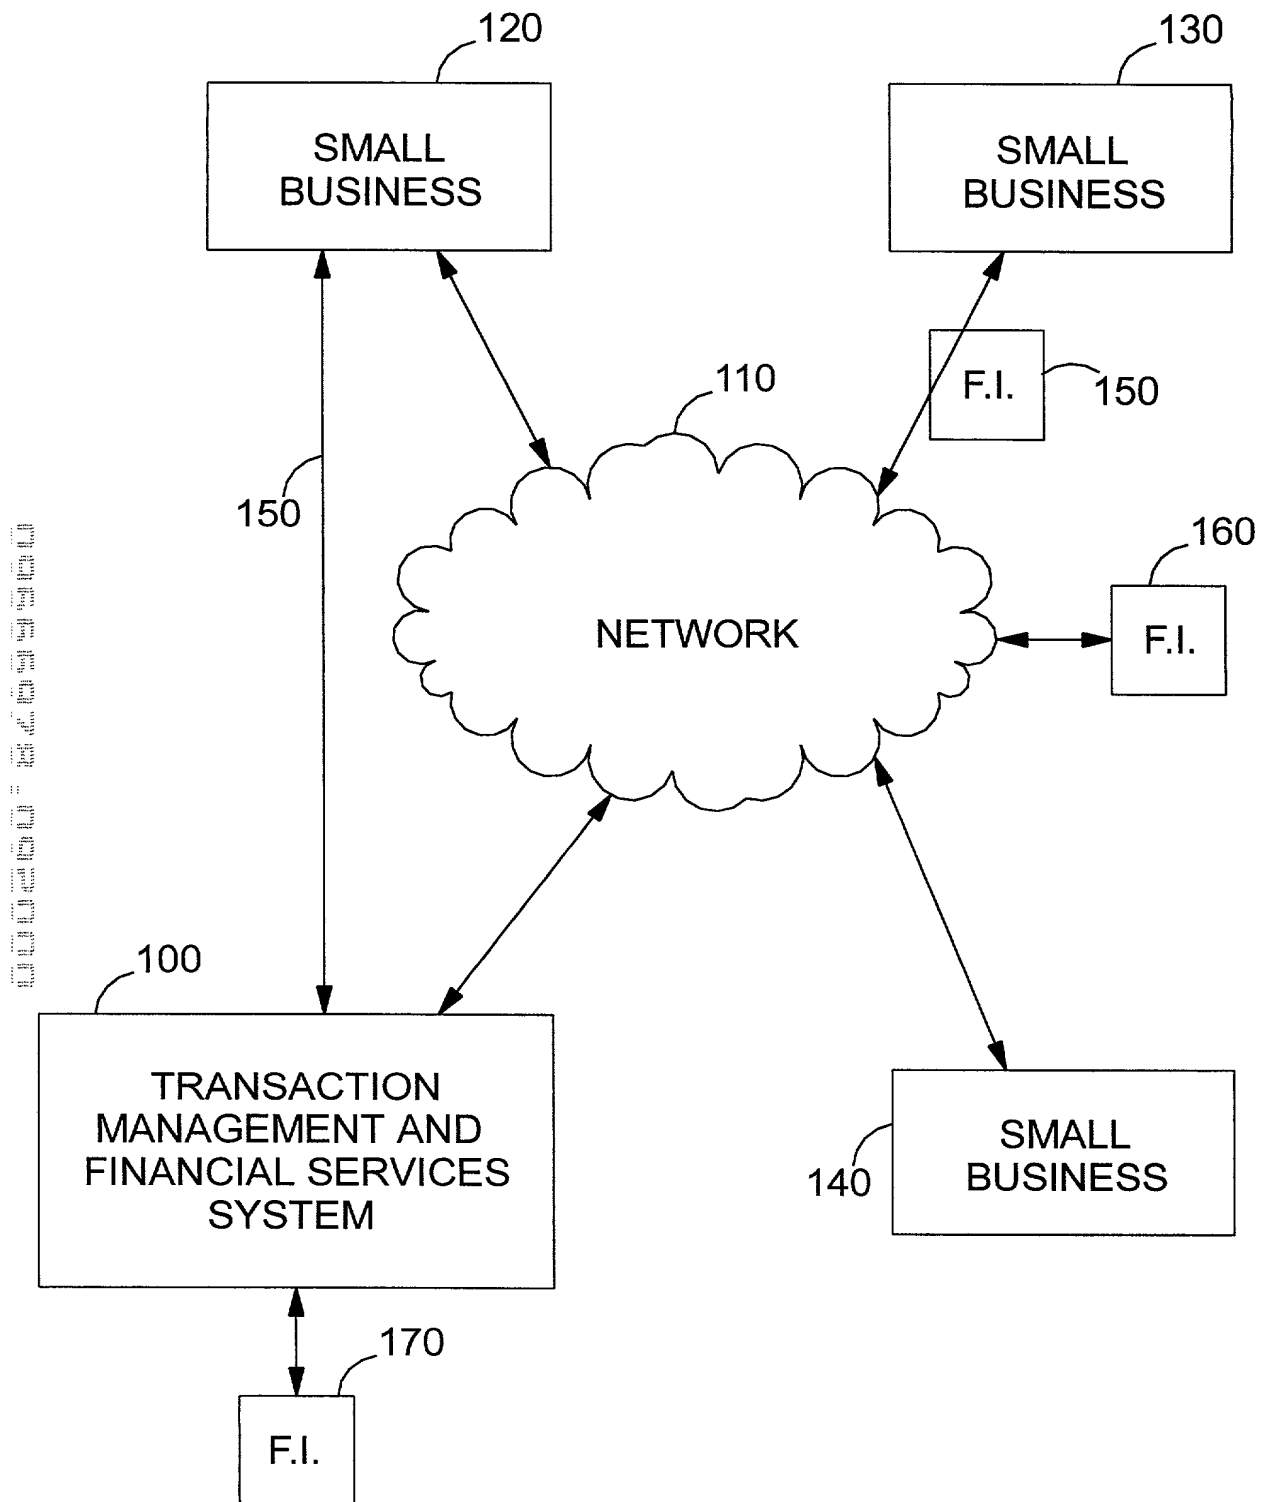 120
130
SMALL
BUSINESS
SMALL
BUSINESS
110
F.I.
150
150
160
NETWORK
F.I.
100
TRANSACTION
MANAGEMENT AND
FINANCIAL SERVICES
SYSTEM
SMALL
BUSINESS
140
170
F.I.